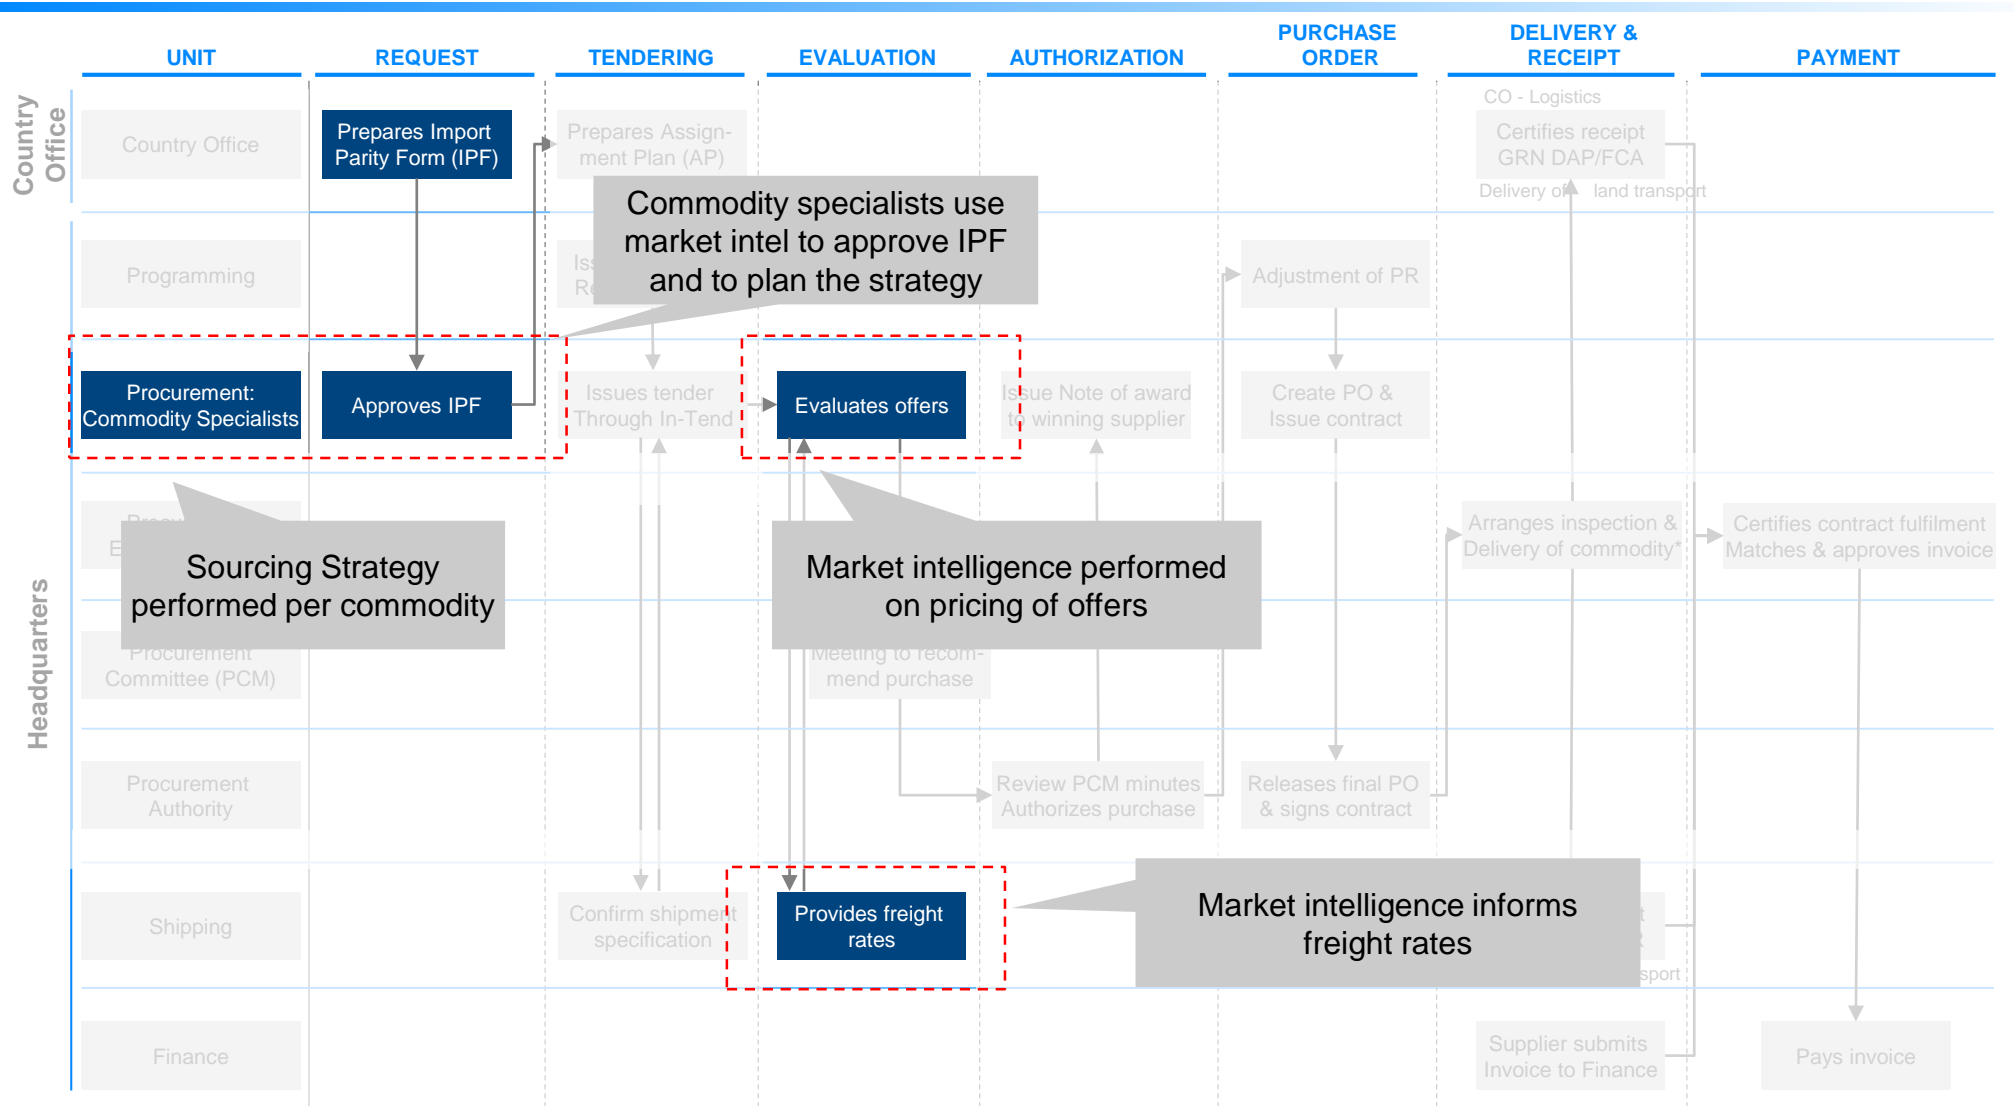 UNIT
REQUEST
TENDERING
EVALUATION
AUTHORIZATION
PURCHASE
ORDER
DELIVERY &
RECEIPT
PAYMENT
Country
Office
Country Office
Prepares Import
Parity Form (IPF)
Prepares Assign-
ment Plan (AP)
CO - Logistics
Certifies receipt
GRN DAP/FCA
Delivery of land transport
Commodity specialists use
market intel to approve IPF
and to plan the strategy
Programming
Adjustment of PR
Headquarters
Procurement:
Commodity Specialists
Approves IPF
Issues tender
Through In-Tend
Evaluates offers
Issue Note of award
to winning supplier
Create PO &
Issue contract
Sourcing Strategy
performed per commodity
Market intelligence performed
on pricing of offers
Arranges inspection &
Delivery of commodity*
Certifies contract fulfilment
Matches & approves invoice
Procurement
Committee (PCM)
Meeting to recom-
mend purchase
Procurement
Authority
Review PCM minutes
Authorizes purchase
Releases final PO
& signs contract
Shipping
Confirm shipment
specification
Provides freight
rates
Market intelligence informs
freight rates
Finance
Supplier submits
Invoice to Finance
Pays invoice